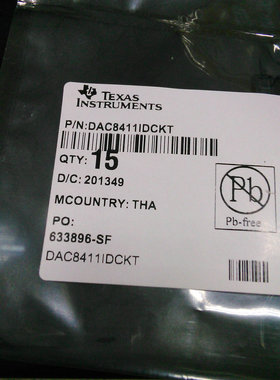 TEXAS
INSTRUMENTS
P/N:DAC8411IDCKT
QTY: 15
D/C: 201349
MCOUNTRY: THA
PO:
633896-SF
DAC8411IDCKT
Pb
Pb-free